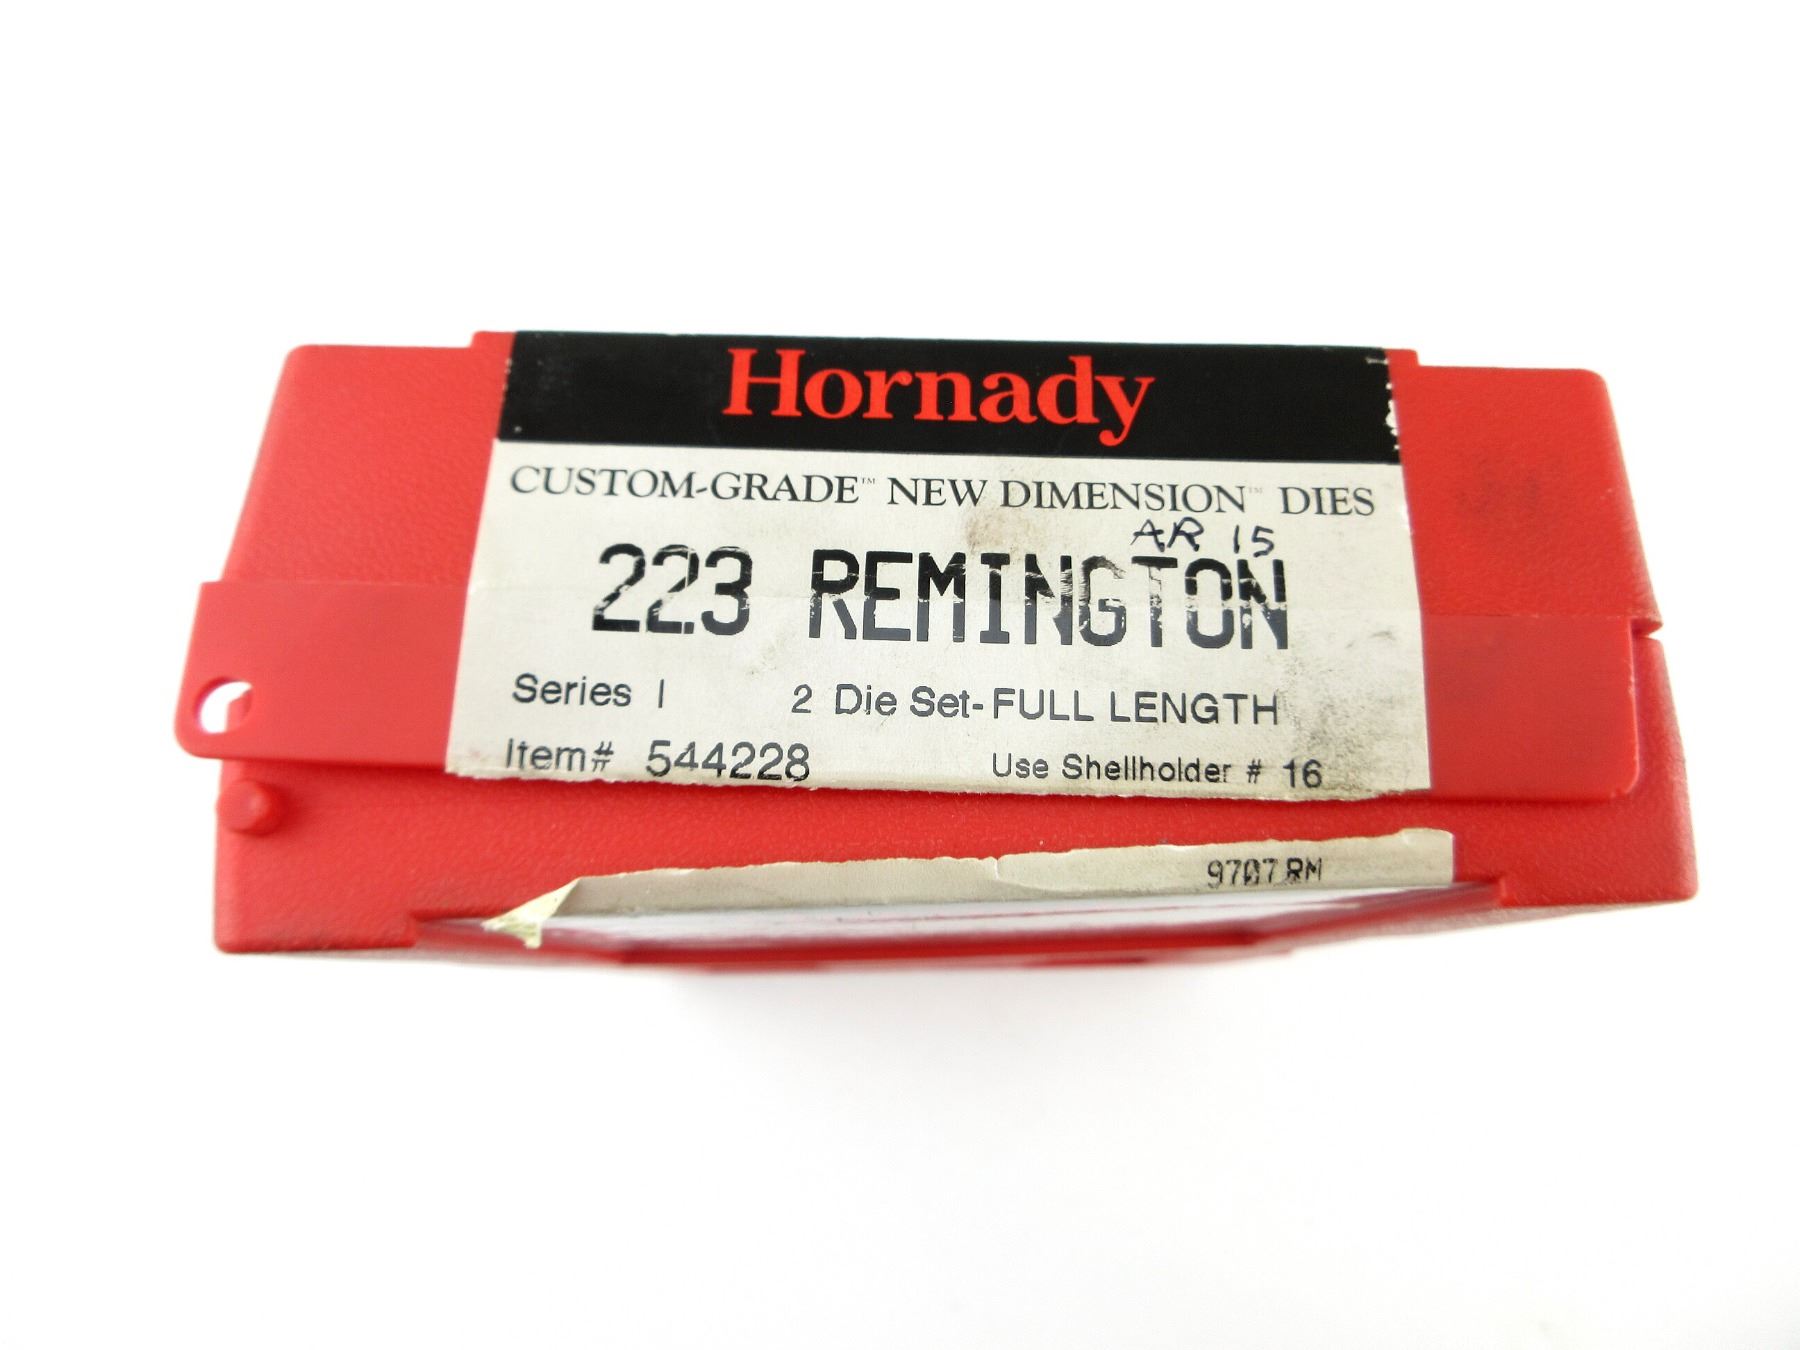 Hornady
CUSTOM-GRADE™ NEW DIMENSION™ DIES
AR 15
223 REMINGTON
Series I 2 Die Set-FULL LENGTH
Item# 544228 Use Shellholder # 16
9707 RM